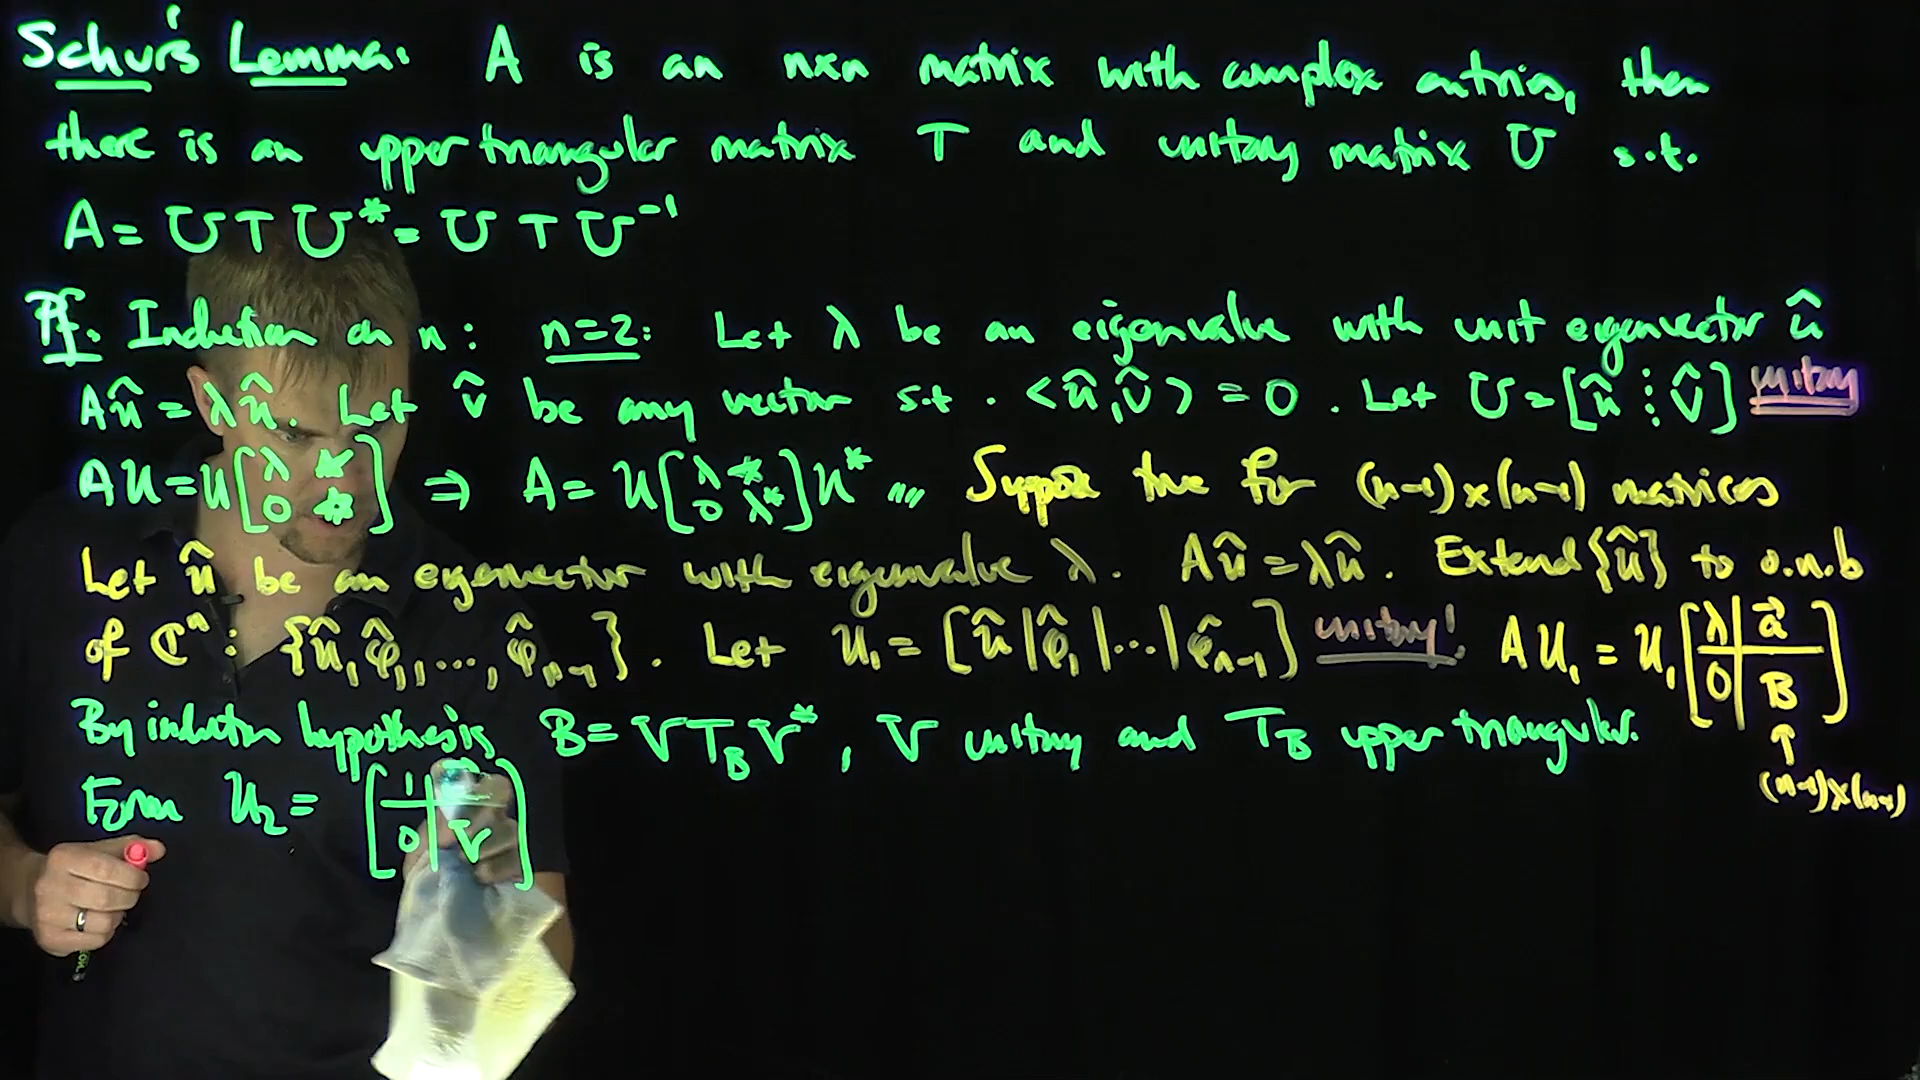 Schur's Lemma: A is an n×n matrix with complex entries, then
there is an upper triangular matrix T and unitary matrix U s.t.
A = U T U* = U T U⁻¹
Pf. Induction on n: n=2: Let λ be an eigenvalue with unit eigenvector û
Aû = λû. Let v̂ be any vector s.t. <û, v̂> = 0. Let U = [û ⋮ v̂] unitary
AU = U[λ * ; 0 *] ⇒ A = U[λ * ; 0 λ*]U* ,,,, Suppose true for (n-1)×(n-1) matrices
Let û be an eigenvector with eigenvalue λ. Aû = λû. Extend {û} to o.n.b
of ℂⁿ: {û, φ̂₁, ..., φ̂ₙ₋₁}. Let U₁ = [û | φ̂₁ | ... | φ̂ₙ₋₁] unitary! AU₁ = U₁[λ | a⃗ ; 0 | B]
By induction hypothesis B = V T_B V*, V unitary and T_B upper triangular.
↑
(n-1)×(n-1)
Form U₂ = [1 | ; 0 | V]